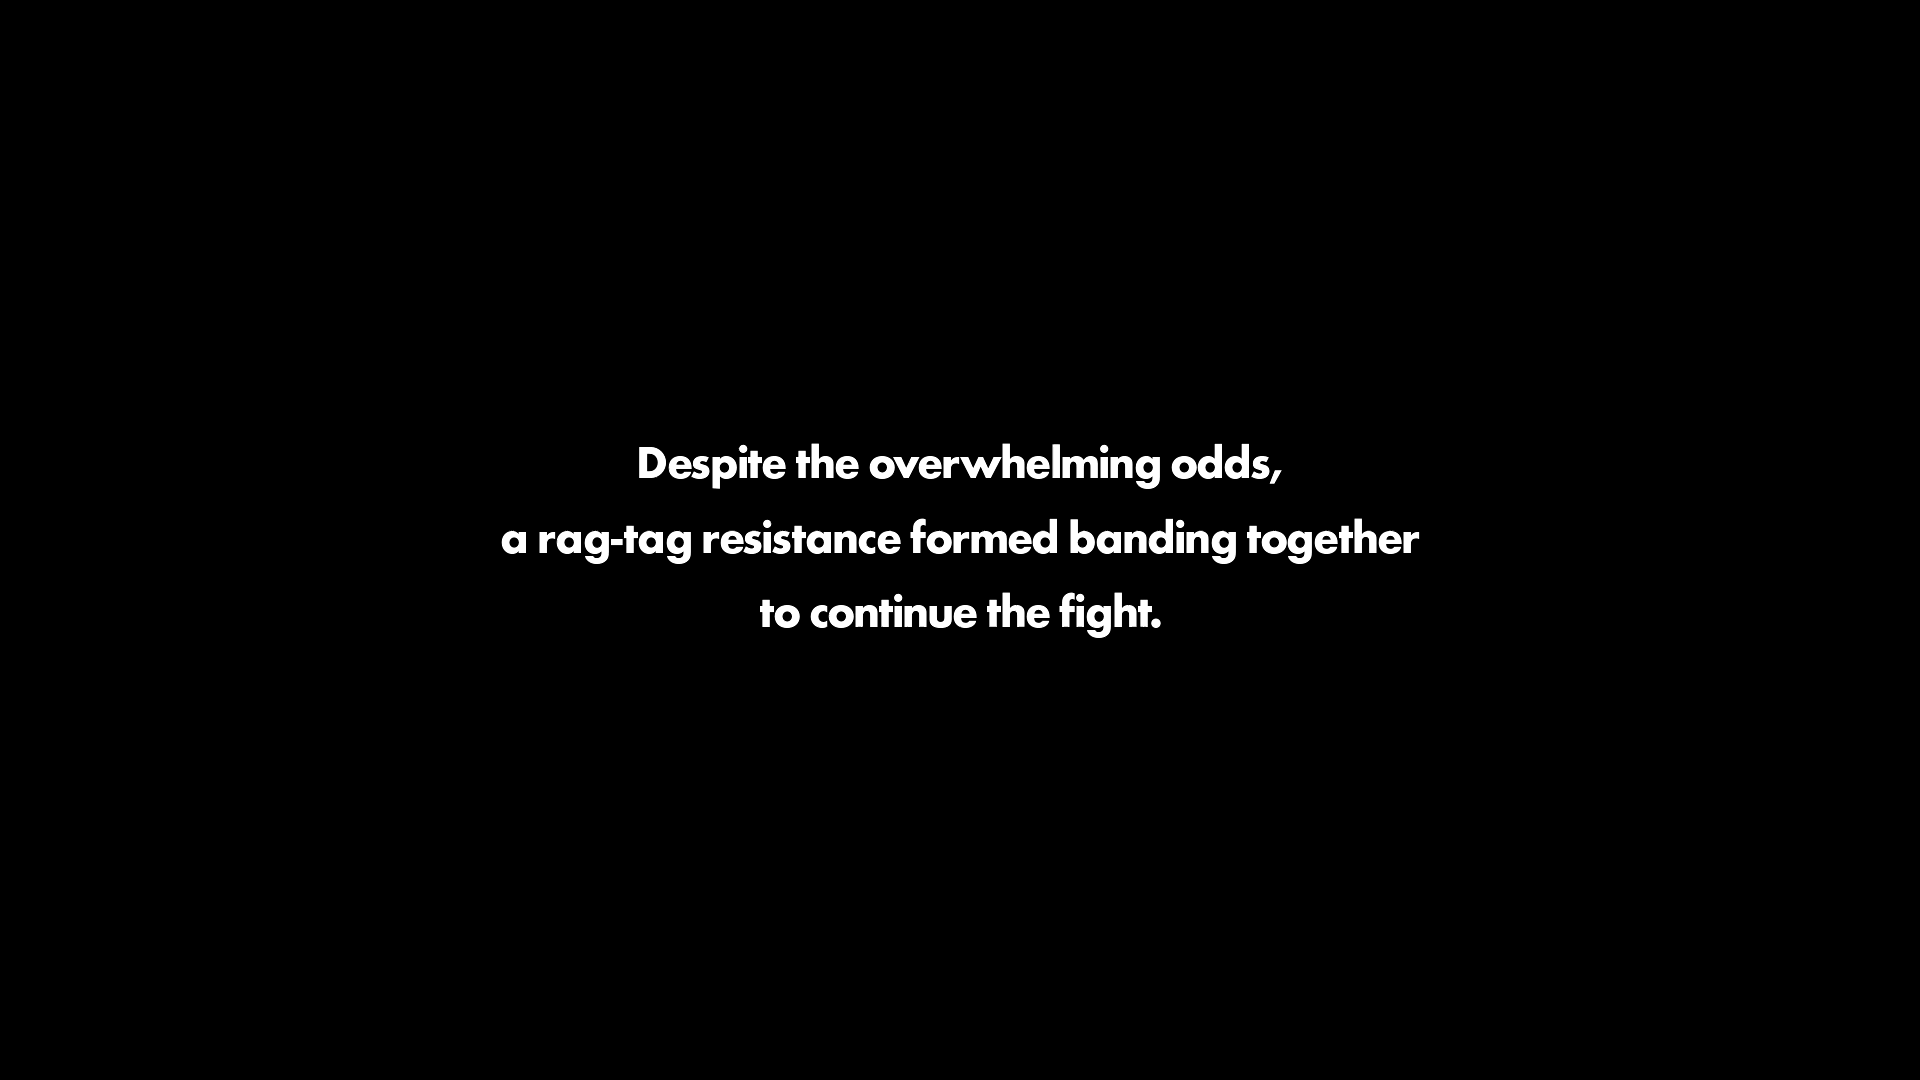 Despite the overwhelming odds,
a rag-tag resistance formed banding together
to continue the fight.